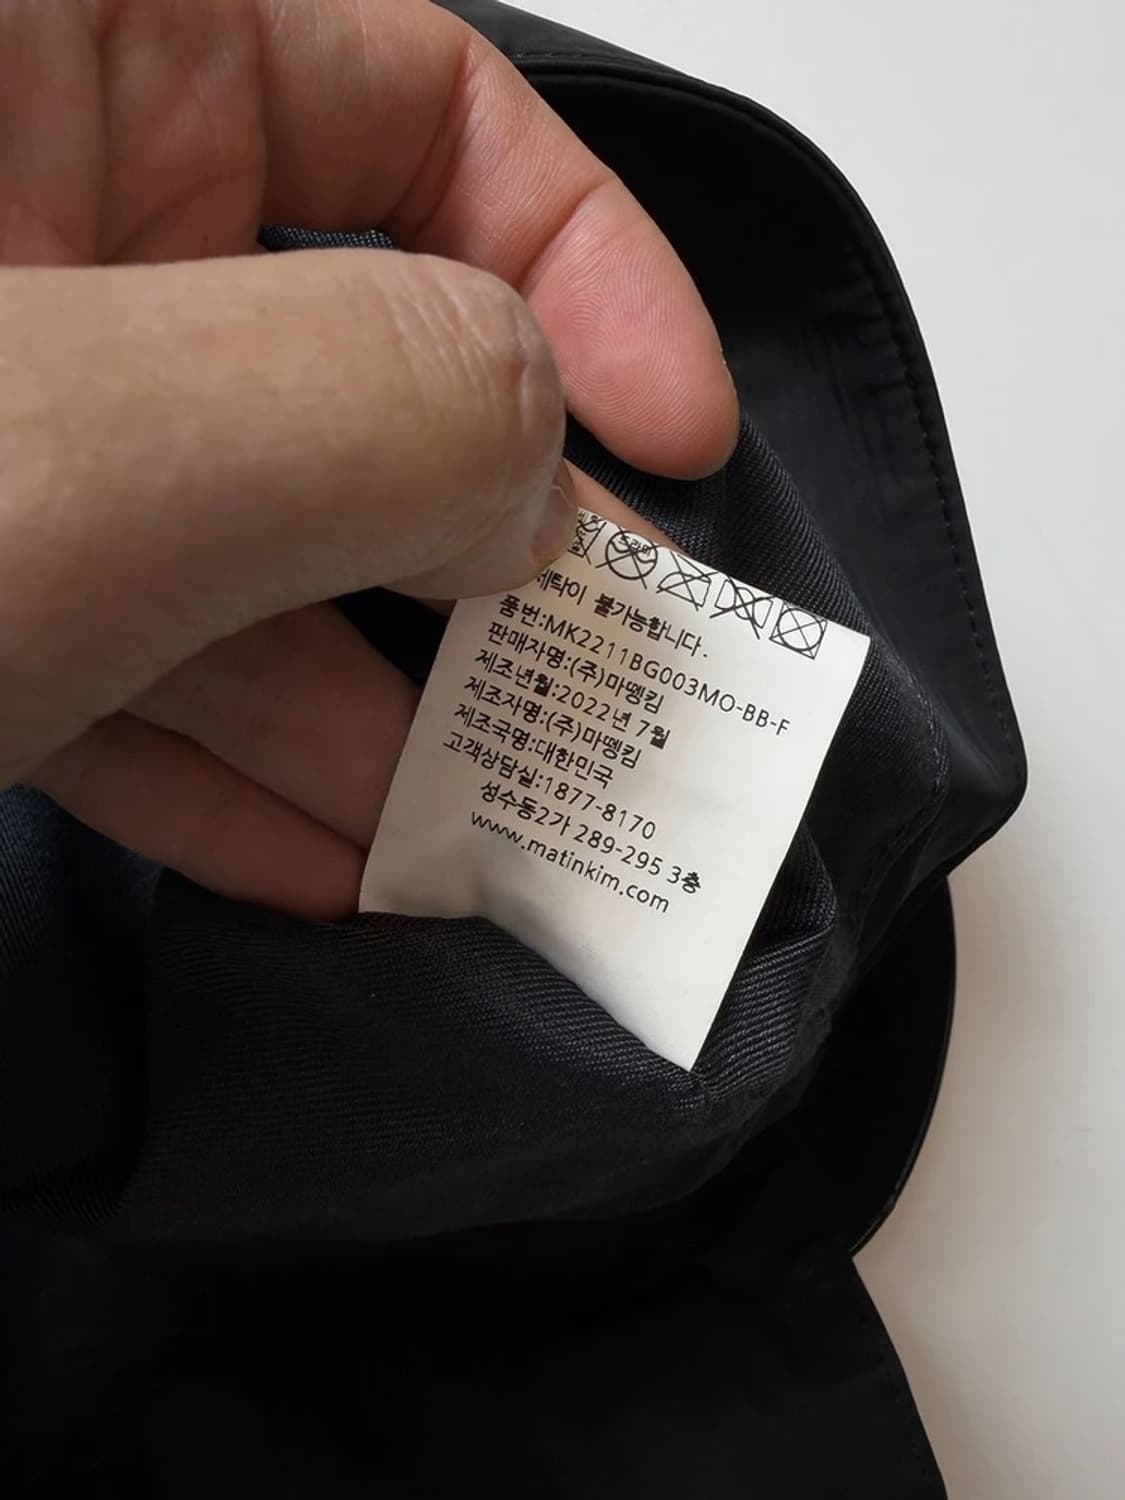 드라이
세탁이 불가능합니다.
품번:MK2211BG003MO-BB-F
판매자명:(주)마뗑킴
제조년월:2022년 7월
제조자명:(주)마뗑킴
제조국명:대한민국
고객상담실:1877-8170
성수동2가 289-295 3층
www.matinkim.com